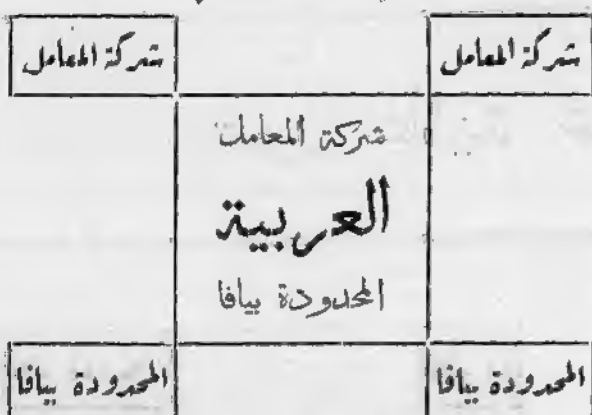 شركة المعامل
شركة المعامل
شركة المعامل
العربية
المحدودة بيافا
المحدودة بيافا
المحدودة بيافا